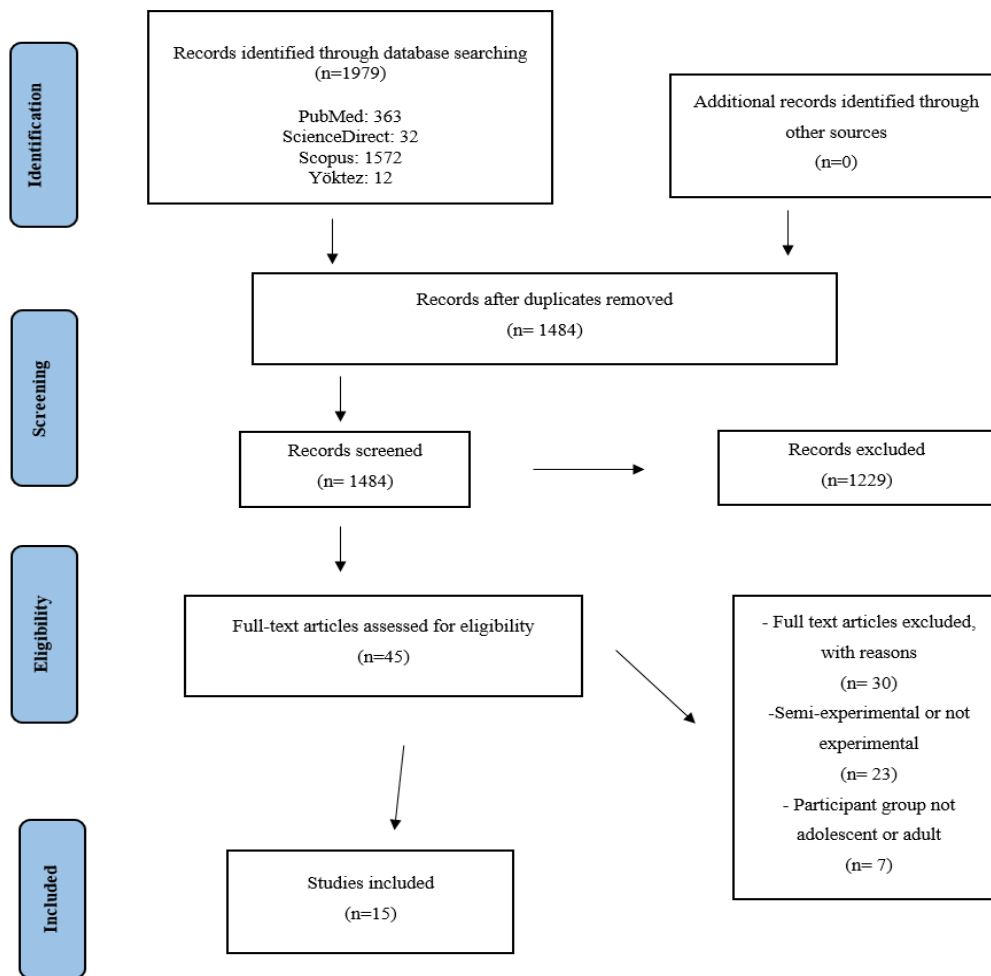 Identification
Records identified through database searching
(n=1979)
PubMed: 363
ScienceDirect: 32
Scopus: 1572
Yöktez: 12
Additional records identified through
other sources
(n=0)
Records after duplicates removed
(n= 1484)
Screening
Records screened
(n= 1484)
Records excluded
(n=1229)
Eligibility
Full-text articles assessed for eligibility
(n=45)
- Full text articles excluded,
with reasons
(n= 30)
-Semi-experimental or not
experimental
(n= 23)
- Participant group not
adolescent or adult
(n= 7)
Included
Studies included
(n=15)